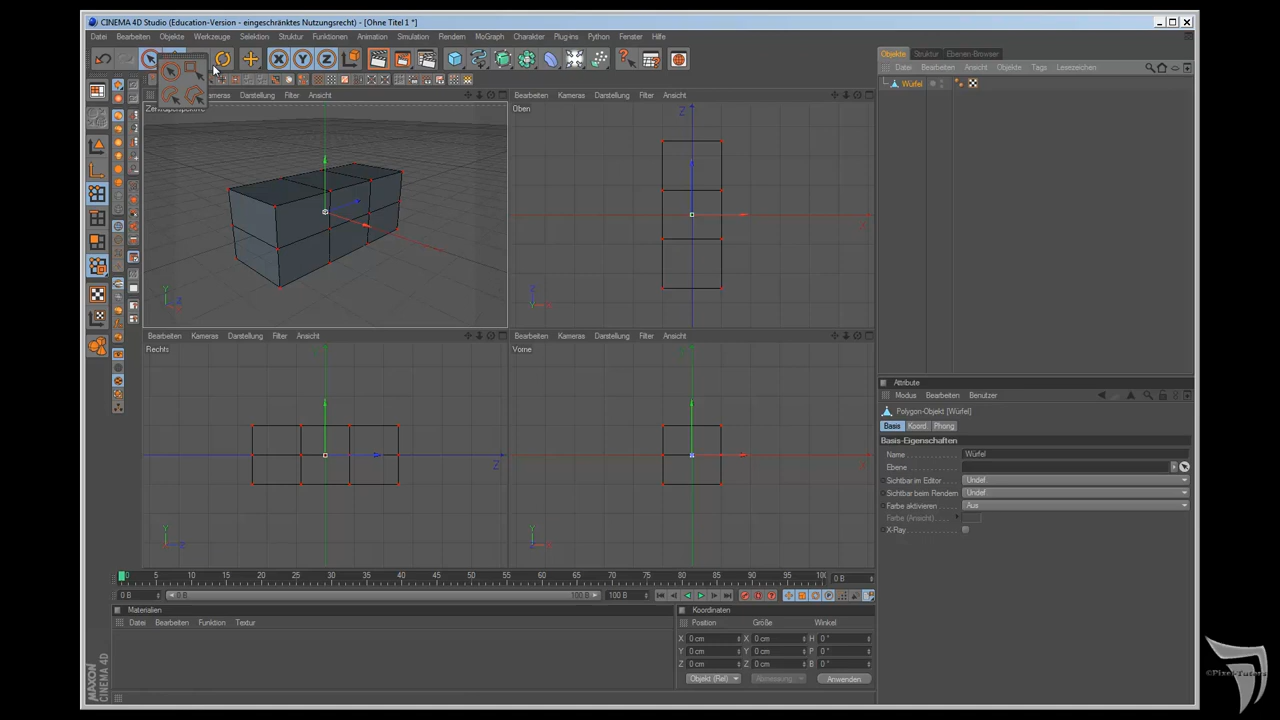 CINEMA 4D Studio (Education-Version - eingeschränktes Nutzungsrecht) - [Ohne Titel 1 *]
Datei Bearbeiten Objekte Werkzeuge Selektion Struktur Funktionen Animation Simulation Rendern MoGraph Charakter Plug-ins Python Fenster Hilfe
Objekte Struktur Ebenen-Browser
Datei Bearbeiten Ansicht Objekte Tags Lesezeichen
Würfel
Kameras Darstellung Filter Ansicht
Bearbeiten Kameras Darstellung Filter Ansicht
Oben
Z
X
Y
Z
Z
Bearbeiten Kameras Darstellung Filter Ansicht
Bearbeiten Kameras Darstellung Filter Ansicht
Rechts
Vorne
Z
Y
Z
Y
Attribute
Modus Bearbeiten Benutzer
Polygon-Objekt [Würfel]
Basis Koord. Phong
Basis-Eigenschaften
Name Würfel
Ebene
Sichtbar im Editor Undef
Sichtbar beim Rendern Undef
Farbe aktivieren Aus
Farbe (Ansicht)
X-Ray
0 5 10 15 20 25 30 35 40 45 50 55 60 65 70 75 80 85 90 95 0 B
0 B 0 B 100 B 100 B
Materialien
Datei Bearbeiten Funktion Textur
Koordinaten
Position Größe Winkel
X 0 cm X 0 cm H 0 °
Y 0 cm Y 0 cm P 0 °
Z 0 cm Z 0 cm B 0 °
Objekt (Rel) Abmessung Anwenden
MAXON
CINEMA 4D